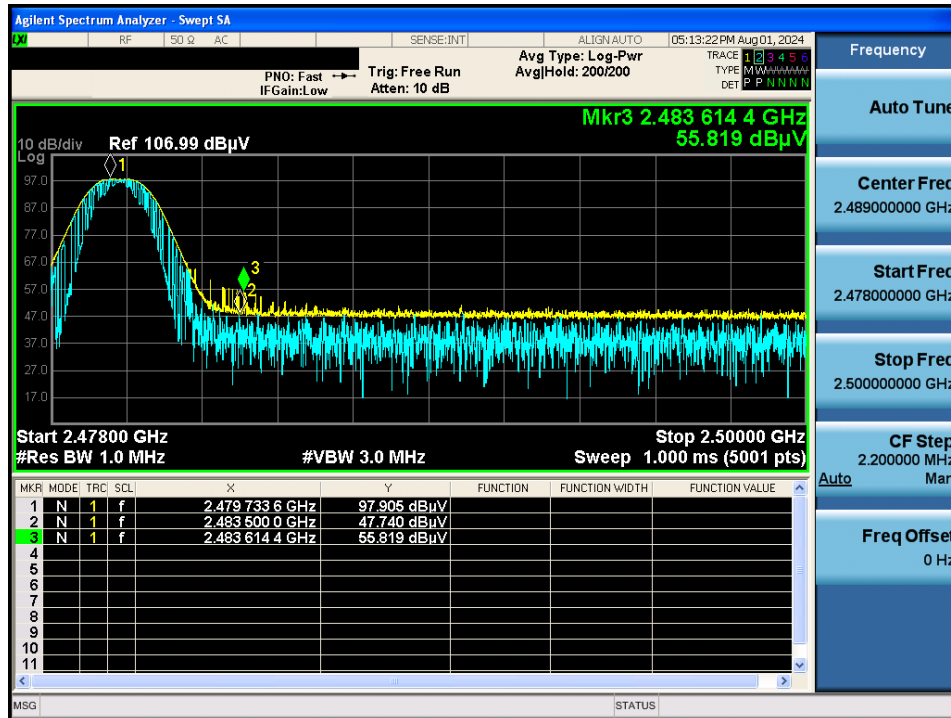 Agilent Spectrum Analyzer - Swept SA
LXI RF 50 Ω AC SENSE:INT ALIGN AUTO 05:13:22 PM Aug 01, 2024
PNO: Fast
IFGain:Low
Trig: Free Run
Atten: 10 dB
Avg Type: Log-Pwr
Avg|Hold: 200/200
TRACE 1 2 3 4 5 6
TYPE M W W W W W
DET P P N N N N
Mkr3 2.483 614 4 GHz
55.819 dBµV
10 dB/div Ref 106.99 dBµV
Log
97.0
87.0
77.0
67.0
57.0
47.0
37.0
27.0
17.0
1
3
2
Start 2.47800 GHz Stop 2.50000 GHz
#Res BW 1.0 MHz #VBW 3.0 MHz Sweep 1.000 ms (5001 pts)
MKR MODE TRC SCL X Y FUNCTION FUNCTION WIDTH FUNCTION VALUE
1 N 1 f 2.479 733 6 GHz 97.905 dBµV
2 N 1 f 2.483 500 0 GHz 47.740 dBµV
3 N 1 f 2.483 614 4 GHz 55.819 dBµV
4
5
6
7
8
9
10
11
MSG STATUS
Frequency
Auto Tune
Center Freq
2.489000000 GHz
Start Freq
2.478000000 GHz
Stop Freq
2.500000000 GHz
CF Step
2.200000 MHz
Auto Man
Freq Offset
0 Hz